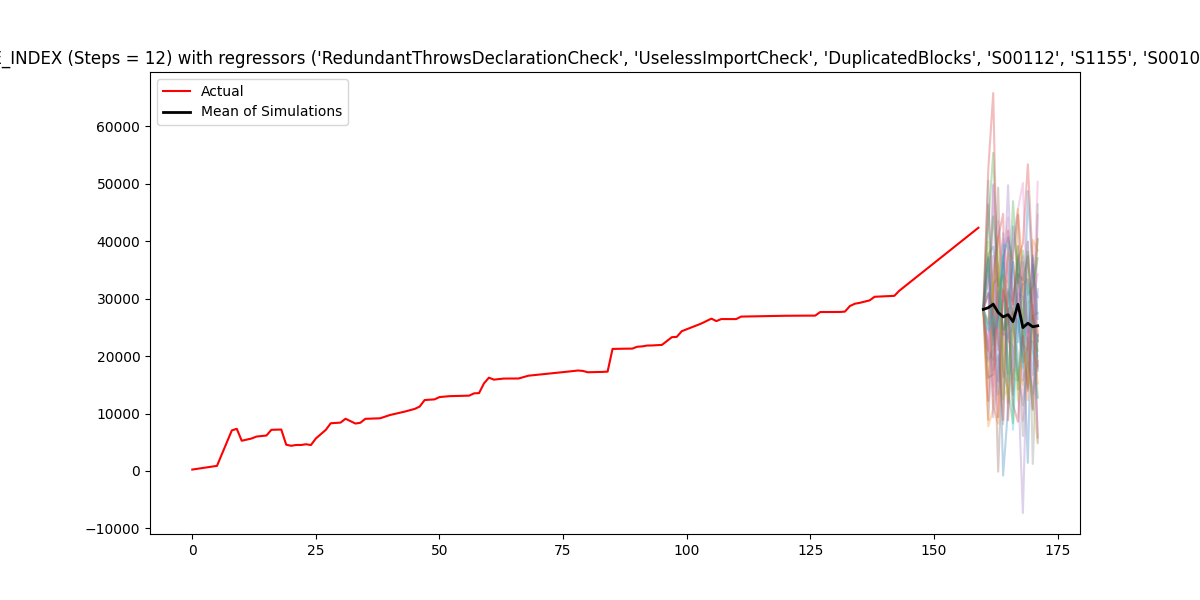 _INDEX (Steps = 12) with regressors ('RedundantThrowsDeclarationCheck', 'UselessImportCheck', 'DuplicatedBlocks', 'S00112', 'S1155', 'S0010
Actual
Mean of Simulations
60000
50000
40000
30000
20000
10000
0
−10000
0 25 50 75 100 125 150 175